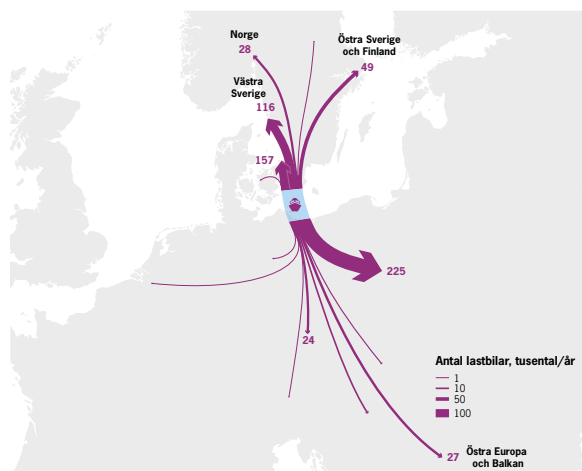 Norge
28
Östra Sverige
och Finland
49
Västra
Sverige
116
157
225
24
Antal lastbilar, tusental/år
1
10
50
100
27
Östra Europa
och Balkan